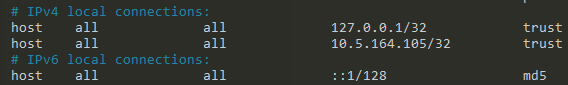 # IPv4 local connections:
host all all 127.0.0.1/32 trust
host all all 10.5.164.105/32 trust
# IPv6 local connections:
host all all ::1/128 md5